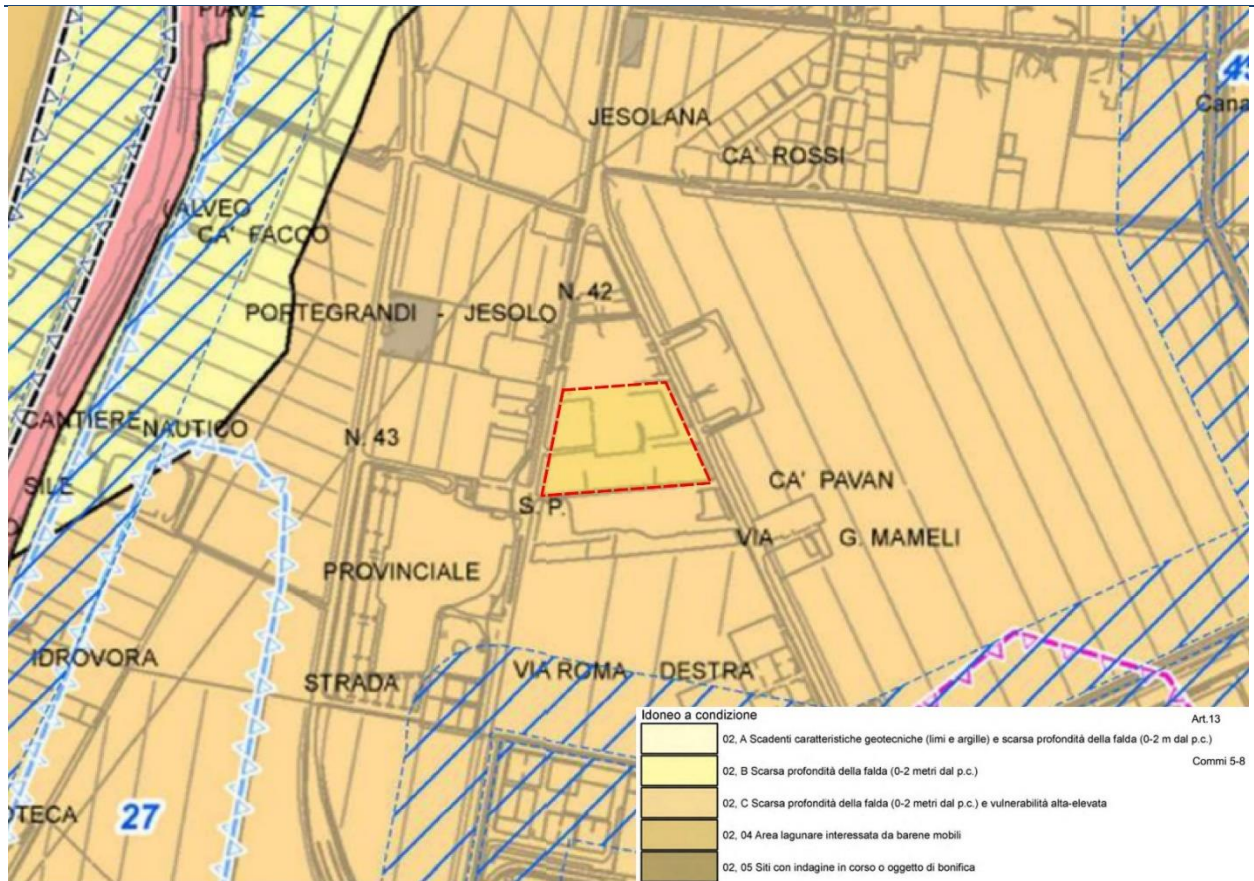 PIAVE
JESOLANA
CA' ROSSI
ALVEO
CA' FACCO
N. 42
PORTEGRANDI - JESOLO
CANTIERE NAUTICO
N. 43
SILE
S. P.
CA' PAVAN
VIA G. MAMELI
PROVINCIALE
IDROVORA
STRADA
VIA ROMA DESTRA
27
Idoneo a condizione
Art.13
02, A Scadenti caratteristiche geotecniche (limi e argille) e scarsa profondità della falda (0-2 m dal p.c.)
Commi 5-8
02, B Scarsa profondità della falda (0-2 metri dal p.c.)
02, C Scarsa profondità della falda (0-2 metri dal p.c.) e vulnerabilità alta-elevata
02, 04 Area lagunare interessata da barene mobili
02, 05 Siti con indagine in corso o oggetto di bonifica